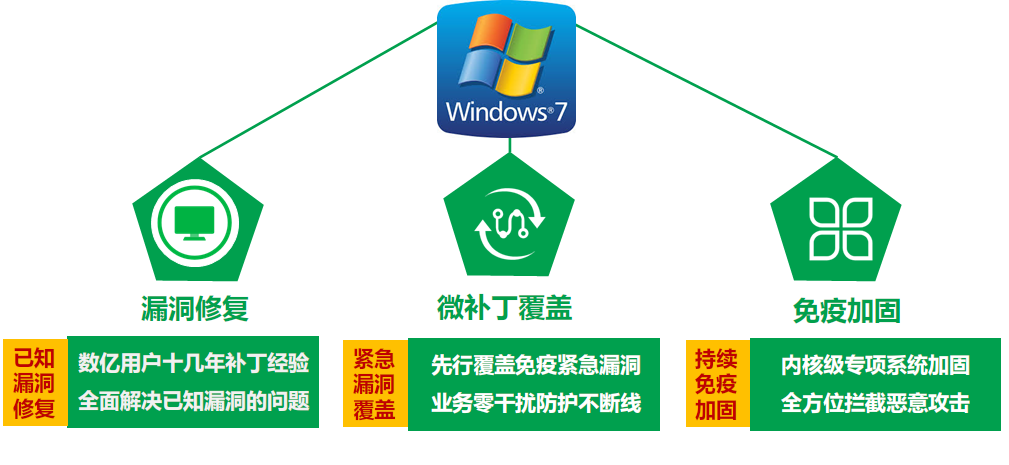 Windows®7
漏洞修复
微补丁覆盖
免疫加固
已知
漏洞
修复
数亿用户十几年补丁经验
全面解决已知漏洞的问题
紧急
漏洞
覆盖
先行覆盖免疫紧急漏洞
业务零干扰防护不断线
持续
免疫
加固
内核级专项系统加固
全方位拦截恶意攻击